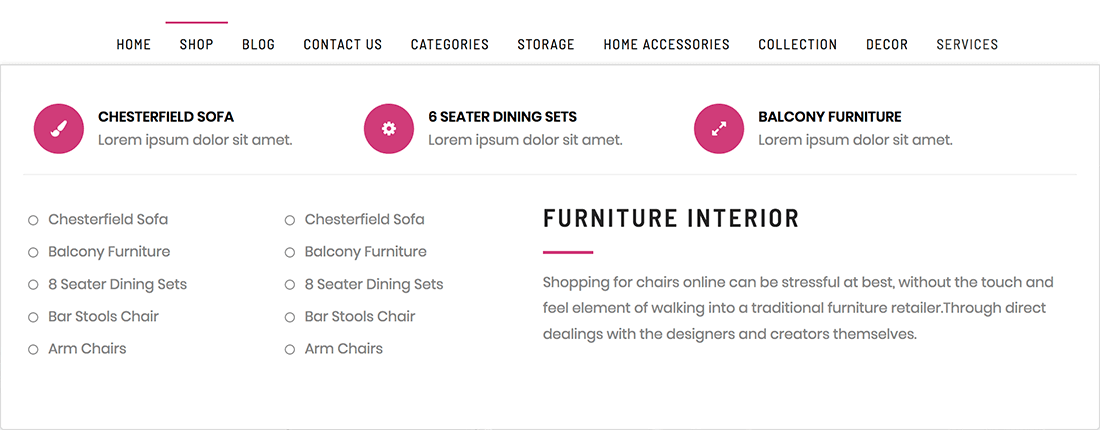 HOME SHOP BLOG CONTACT US CATEGORIES STORAGE HOME ACCESSORIES COLLECTION DECOR SERVICES
CHESTERFIELD SOFA
Lorem ipsum dolor sit amet.
6 SEATER DINING SETS
Lorem ipsum dolor sit amet.
BALCONY FURNITURE
Lorem ipsum dolor sit amet.
Chesterfield Sofa
Balcony Furniture
8 Seater Dining Sets
Bar Stools Chair
Arm Chairs
Chesterfield Sofa
Balcony Furniture
8 Seater Dining Sets
Bar Stools Chair
Arm Chairs
FURNITURE INTERIOR
Shopping for chairs online can be stressful at best, without the touch and
feel element of walking into a traditional furniture retailer.Through direct
dealings with the designers and creators themselves.